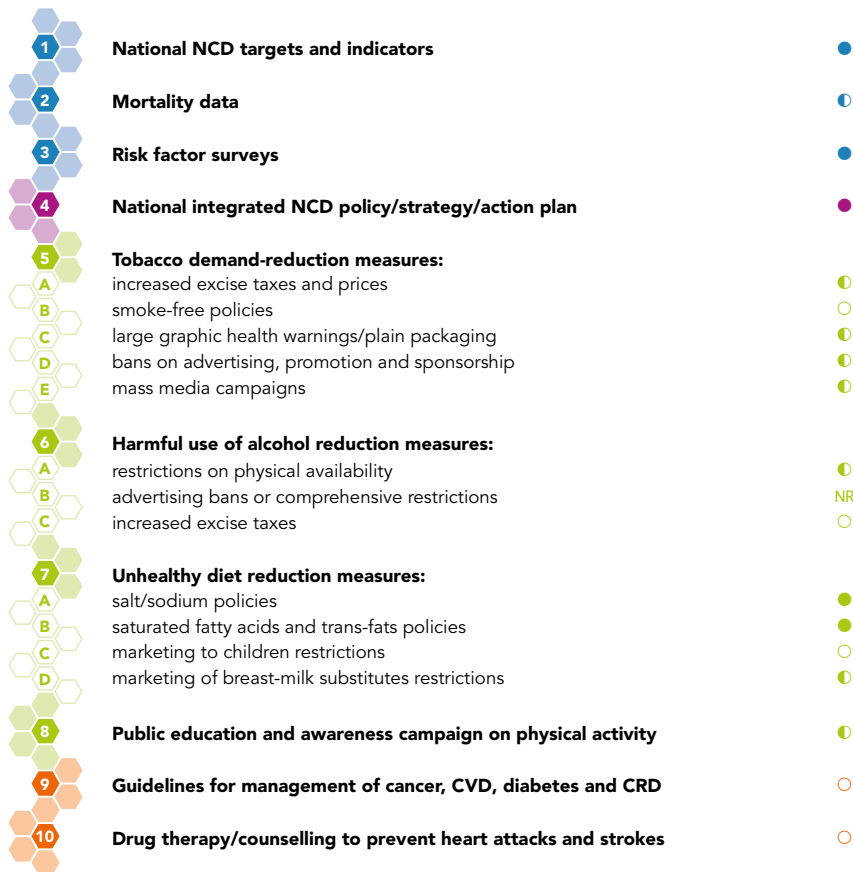 1 National NCD targets and indicators ●
2 Mortality data ◐
3 Risk factor surveys ●
4 National integrated NCD policy/strategy/action plan ●
5 Tobacco demand-reduction measures:
A increased excise taxes and prices ◐
B smoke-free policies ○
C large graphic health warnings/plain packaging ◐
D bans on advertising, promotion and sponsorship ◐
E mass media campaigns ◐
6 Harmful use of alcohol reduction measures:
A restrictions on physical availability ◐
B advertising bans or comprehensive restrictions NR
C increased excise taxes ○
7 Unhealthy diet reduction measures:
A salt/sodium policies ●
B saturated fatty acids and trans-fats policies ●
C marketing to children restrictions ○
D marketing of breast-milk substitutes restrictions ◐
8 Public education and awareness campaign on physical activity ◐
9 Guidelines for management of cancer, CVD, diabetes and CRD ○
10 Drug therapy/counselling to prevent heart attacks and strokes ○